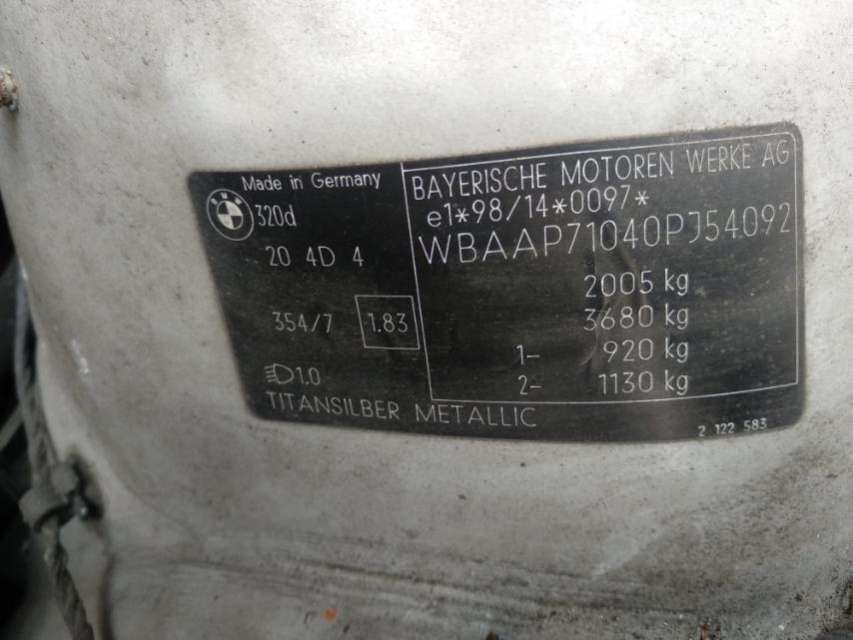 Made in Germany
320d
20 4D 4
354/7 1.83
1.0
TITANSILBER METALLIC
BAYERISCHE MOTOREN WERKE AG
e1*98/14*0097*
WBAAP71040PJ54092
2005 kg
3680 kg
1- 920 kg
2- 1130 kg
2 122 583